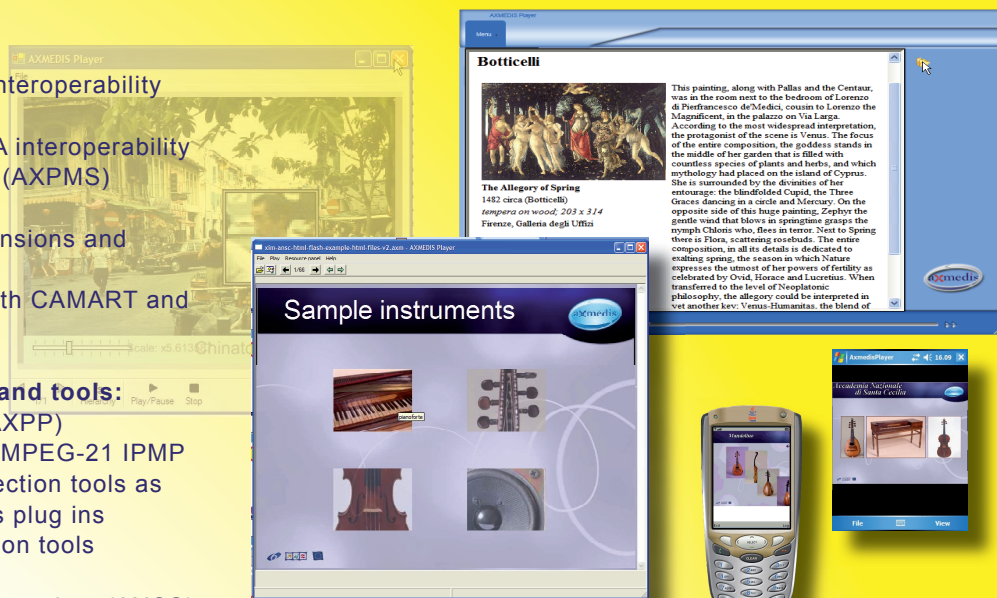 AXMEDIS Player
File
nteroperability
A interoperability
(AXPMS)
nsions and
th CAMART and
Scale: x5.6135
Chinato
1/1
Hierarchy
Play/Pause
Stop
and tools:
AXPP)
MPEG-21 IPMP
ection tools as
s plug ins
on tools
AXMEDIS Player
Menu
Botticelli
The Allegory of Spring
1482 circa (Botticelli)
tempera on wood; 203 x 314
Firenze, Galleria degli Uffizi
This painting, along with Pallas and the Centaur,
was in the room next to the bedroom of Lorenzo
di Pierfrancesco de'Medici, cousin to Lorenzo the
Magnificent, in the palazzo on Via Larga.
According to the most widespread interpretation,
the protagonist of the scene is Venus. The focus
of the entire composition, the goddess stands in
the middle of her garden that is filled with
countless species of plants and herbs, and which
mythology had placed on the island of Cyprus.
She is surrounded by the divinities of her
entourage: the blindfolded Cupid, the Three
Graces dancing in a circle and Mercury. On the
opposite side of this huge painting, Zephyr the
gentle wind that blows in springtime grasps the
nymph Chloris who, flees in terror. Next to Spring
there is Flora, scattering rosebuds. The entire
composition, in all its details is dedicated to
exalting spring, the season in which Nature
expresses the utmost of her powers of fertility as
celebrated by Ovid, Horace and Lucretius. When
transferred to the level of Neoplatonic
philosophy, the allegory could be interpreted in
yet another key: Venus-Humanitas, the blend of
axmedis
xim-ansc-html-flash-example-html-files-v2.axm - AXMEDIS Player
File Play Resource panel Help
1/66
Sample instruments
axmedis
pianoforte
Mandolino
SELECT
CLEAR
AxmedisPlayer
16.09
Accademia Nazionale
di Santa Cecilia
File
View